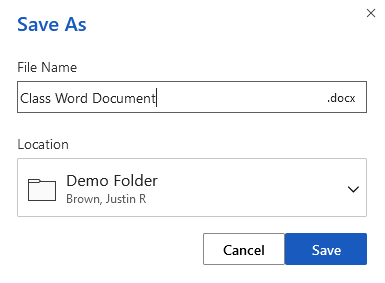 Save As
File Name
Class Word Document .docx
Location
Demo Folder
Brown, Justin R
Cancel Save